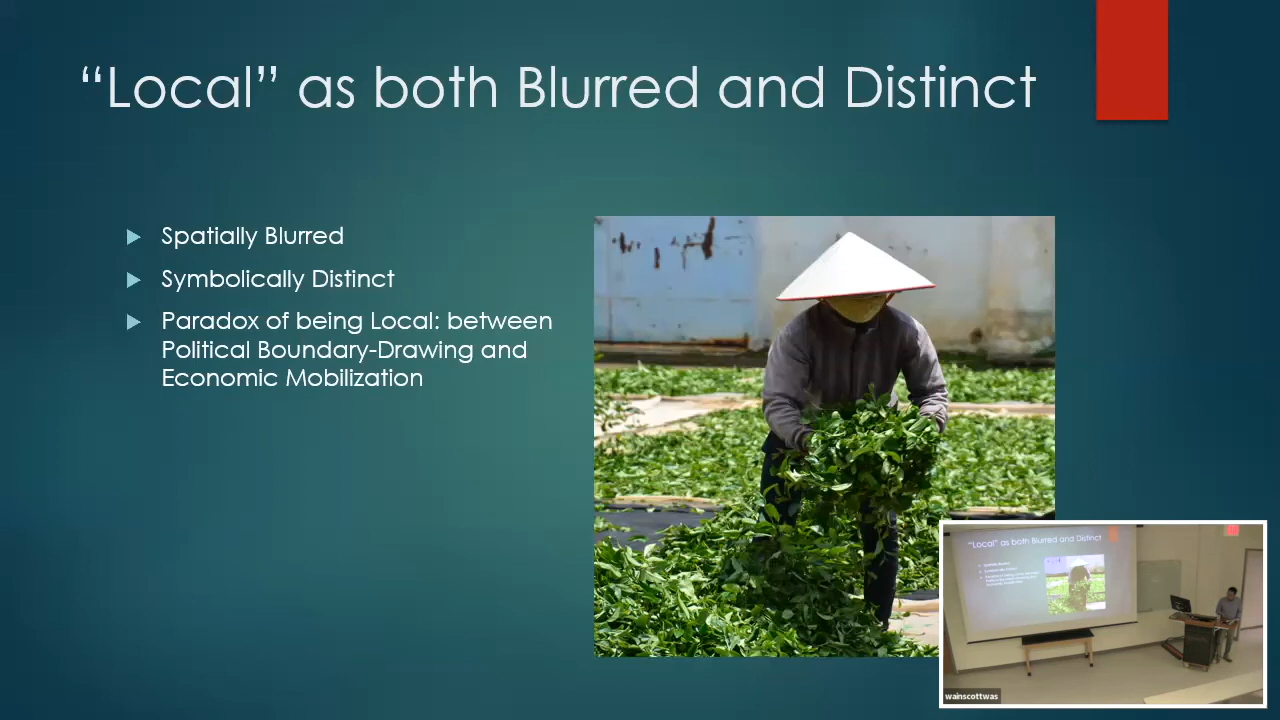 “Local” as both Blurred and Distinct
Spatially Blurred
Symbolically Distinct
Paradox of being Local: between
Political Boundary-Drawing and
Economic Mobilization
“Local” as both Blurred and Distinct
wainscottwas